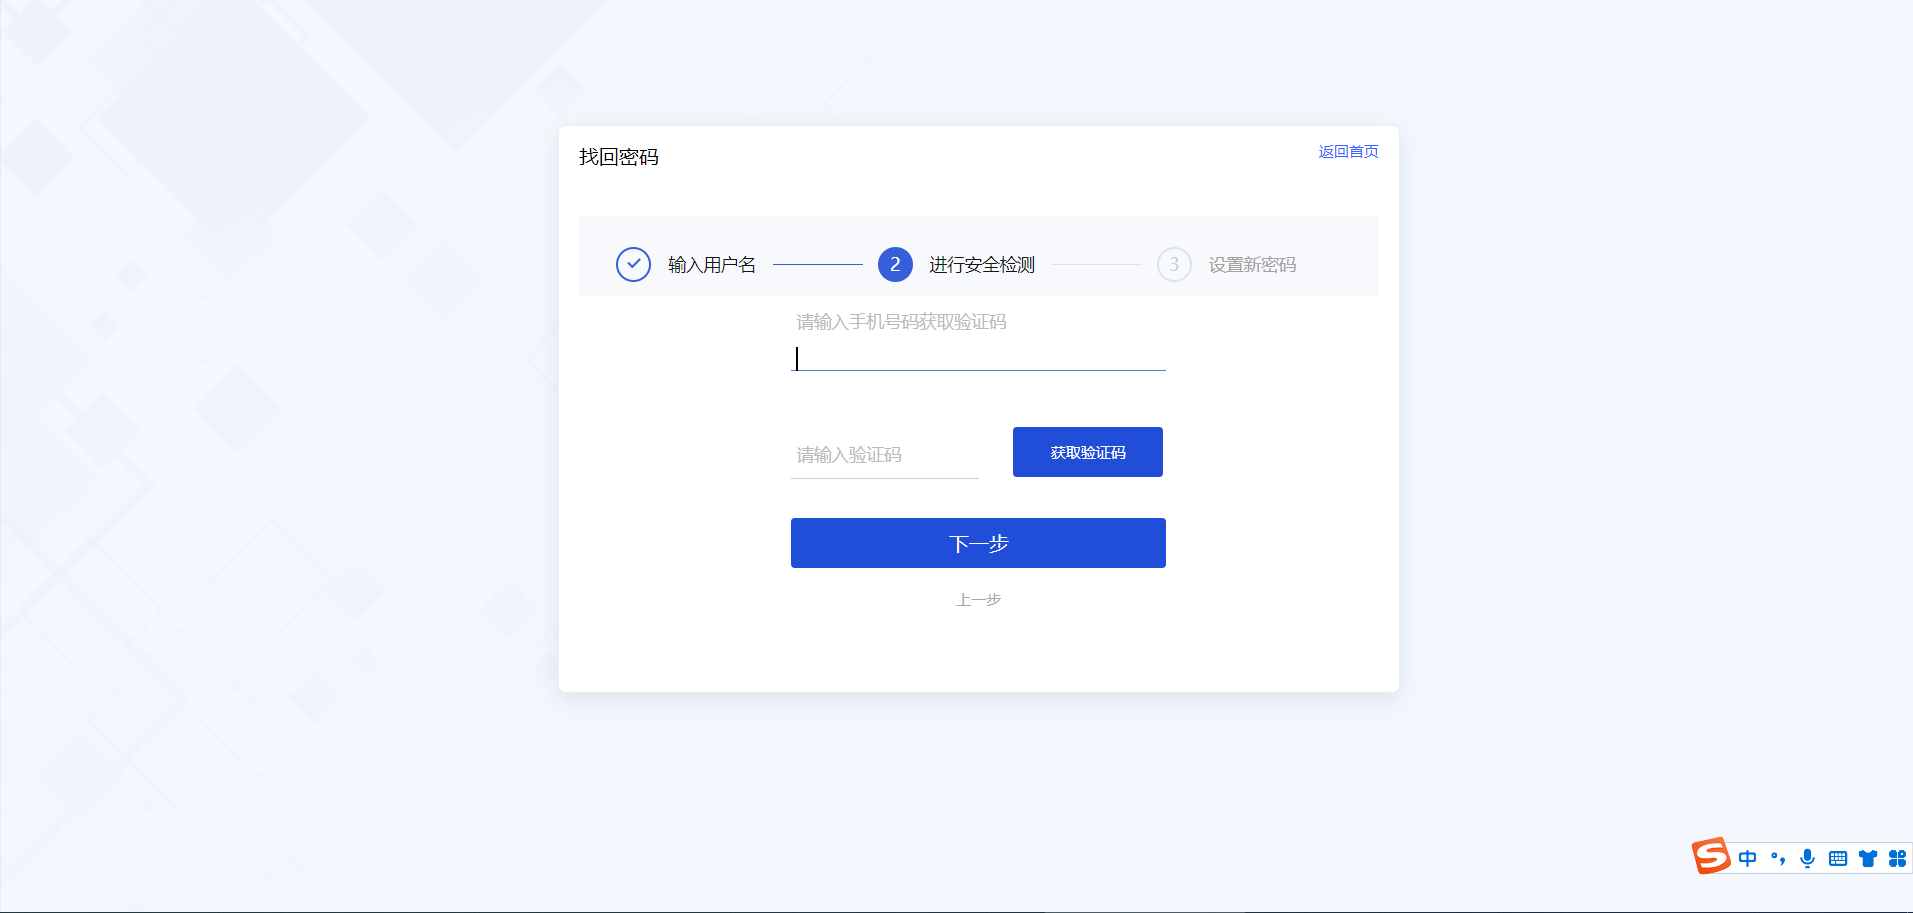 找回密码
返回首页
输入用户名
2 进行安全检测
3 设置新密码
请输入手机号码获取验证码
请输入验证码
获取验证码
下一步
上一步
S 中